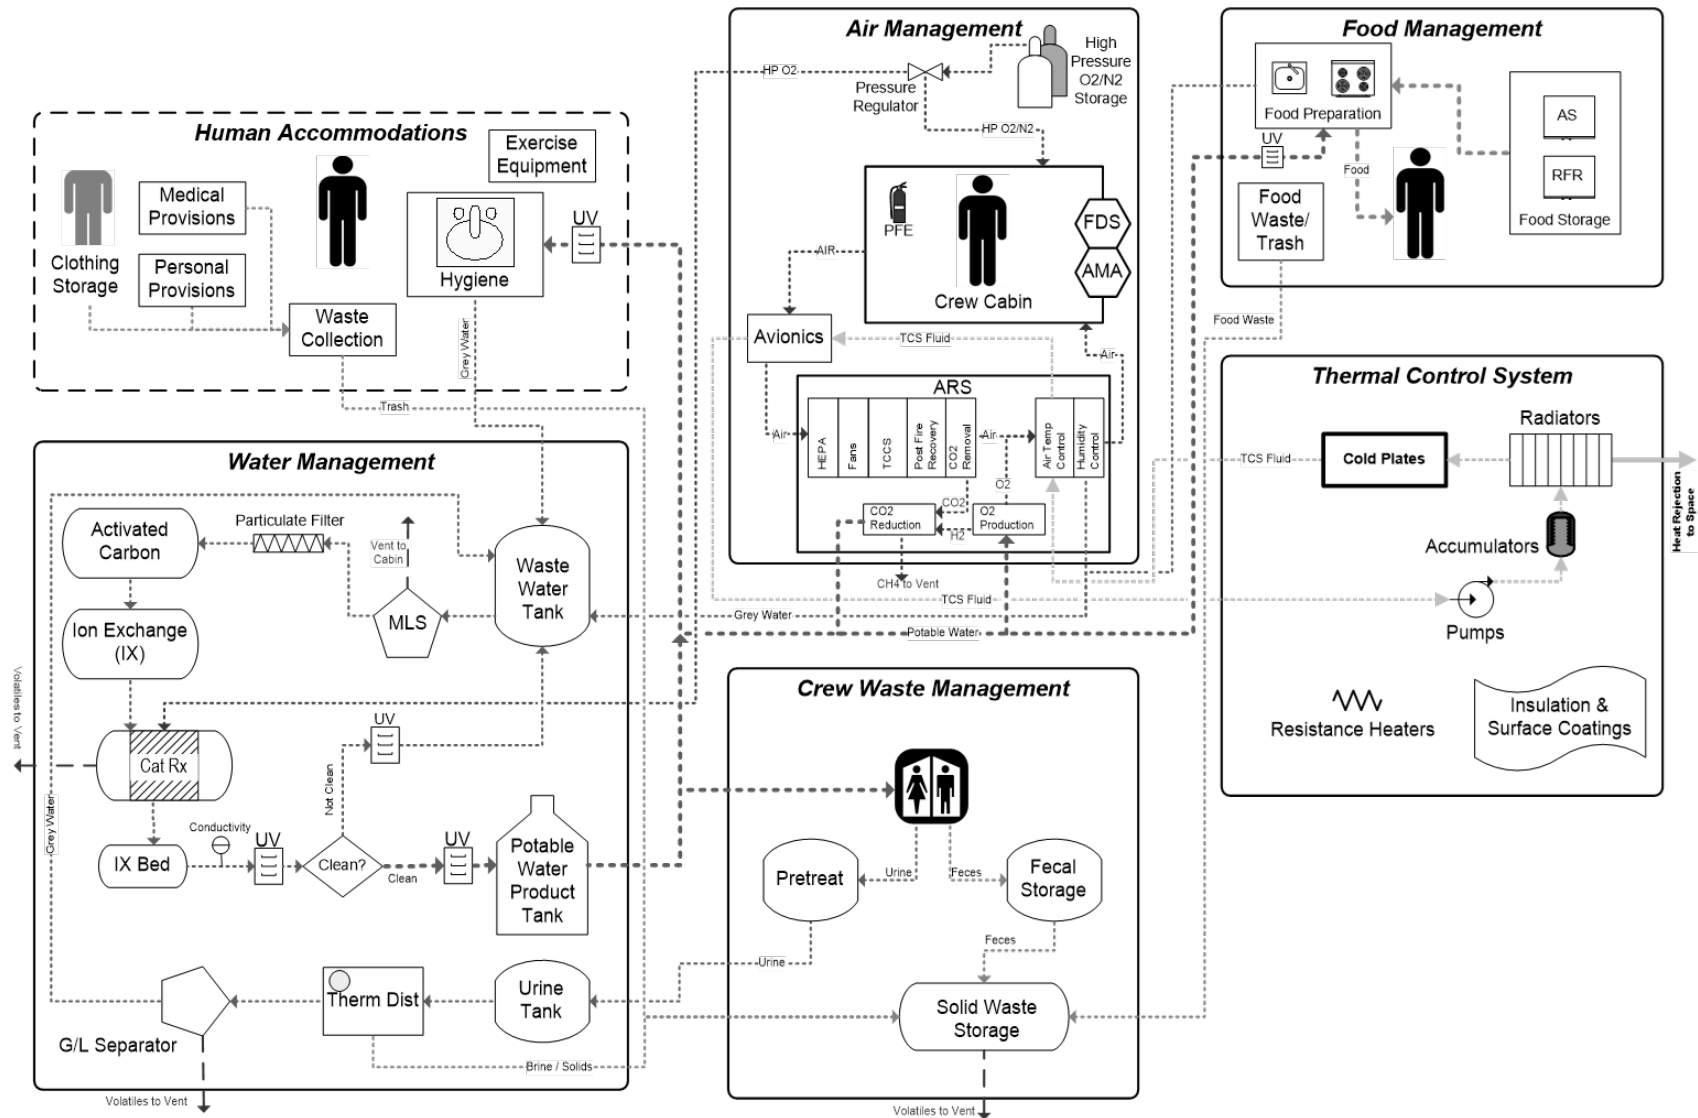 Human Accommodations
Exercise
Equipment
Medical
Provisions
Personal
Provisions
Clothing
Storage
Waste
Collection
Hygiene
UV
Grey Water
Trash
Air Management
High
Pressure
O2/N2
Storage
HP O2
Pressure
Regulator
HP O2/N2
PFE
FDS
AMA
Crew Cabin
AIR
Avionics
TCS Fluid
Air
ARS
Air
HEPA
Fans
TCCS
Post Fire
Recovery
CO2
Removal
Air
Air Temp
Control
Humidity
Control
O2
CO2
CO2
Reduction
H2
O2
Production
CH4 to Vent
TCS Fluid
Grey Water
Potable Water
Food Management
Food Preparation
UV
Food
Food
Waste/
Trash
AS
RFR
Food Storage
Food Waste
Thermal Control System
Radiators
TCS Fluid
Cold Plates
Heat Rejection
to Space
Accumulators
Pumps
Resistance Heaters
Insulation &
Surface Coatings
Water Management
Activated
Carbon
Particulate Filter
Vent to
Cabin
Waste
Water
Tank
MLS
Ion Exchange
(IX)
Volatiles to Vent
Cat Rx
UV
Not Clean
Grey Water
IX Bed
Conductivity
UV
Clean?
Clean
UV
Potable
Water
Product
Tank
G/L Separator
Therm Dist
Urine
Tank
Brine / Solids
Volatiles to Vent
Crew Waste Management
Pretreat
Urine
Feces
Fecal
Storage
Feces
Urine
Solid Waste
Storage
Volatiles to Vent